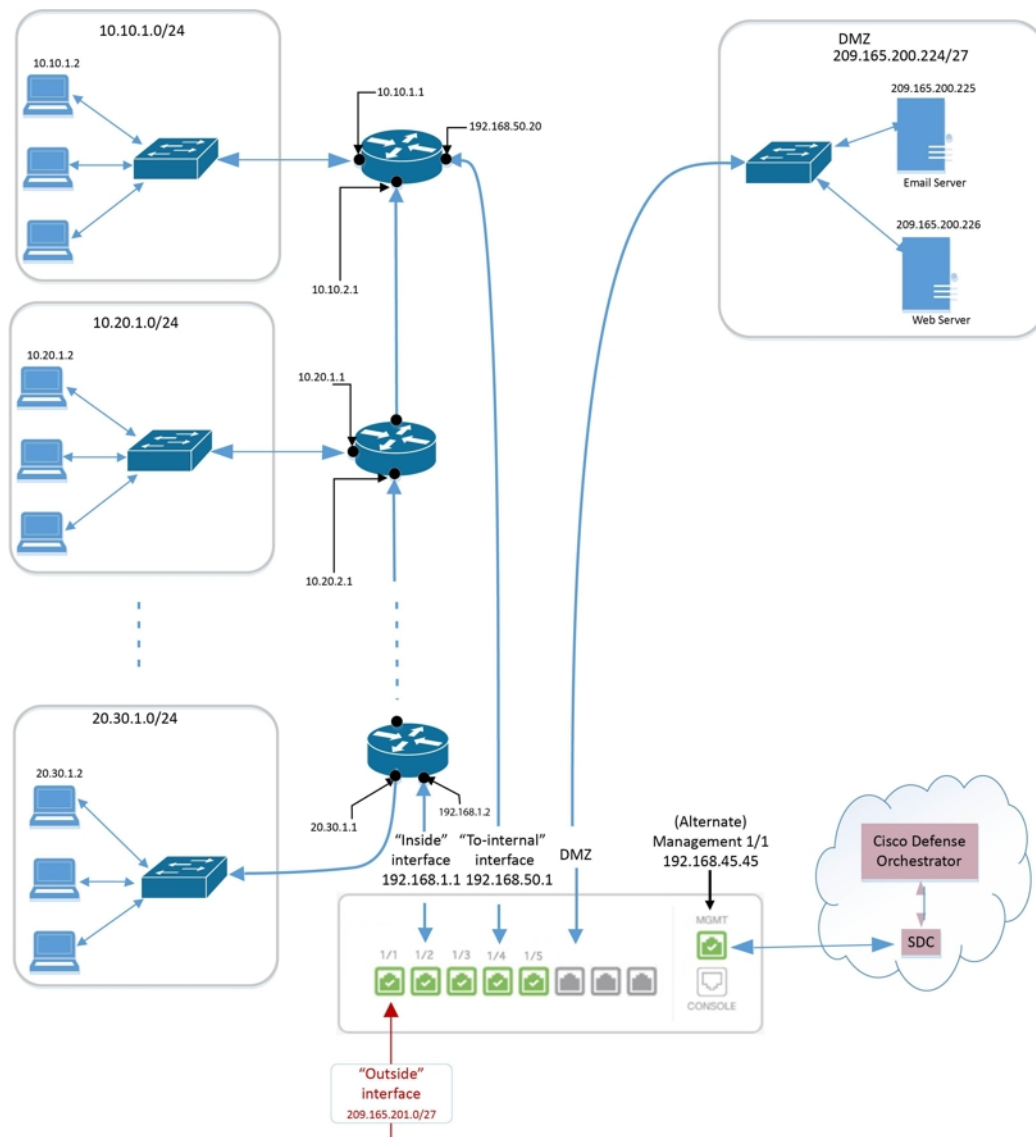 10.10.1.0/24
10.10.1.2
10.10.1.1
192.168.50.20
10.10.2.1
DMZ
209.165.200.224/27
209.165.200.225
Email Server
209.165.200.226
Web Server
10.20.1.0/24
10.20.1.2
10.20.1.1
10.20.2.1
20.30.1.0/24
20.30.1.2
20.30.1.1
192.168.1.2
“Inside”
interface
192.168.1.1
“To-internal”
interface
192.168.50.1
DMZ
(Alternate)
Management 1/1
192.168.45.45
Cisco Defense
Orchestrator
SDC
1/1 1/2 1/3 1/4 1/5
MGMT
CONSOLE
“Outside”
interface
209.165.201.0/27